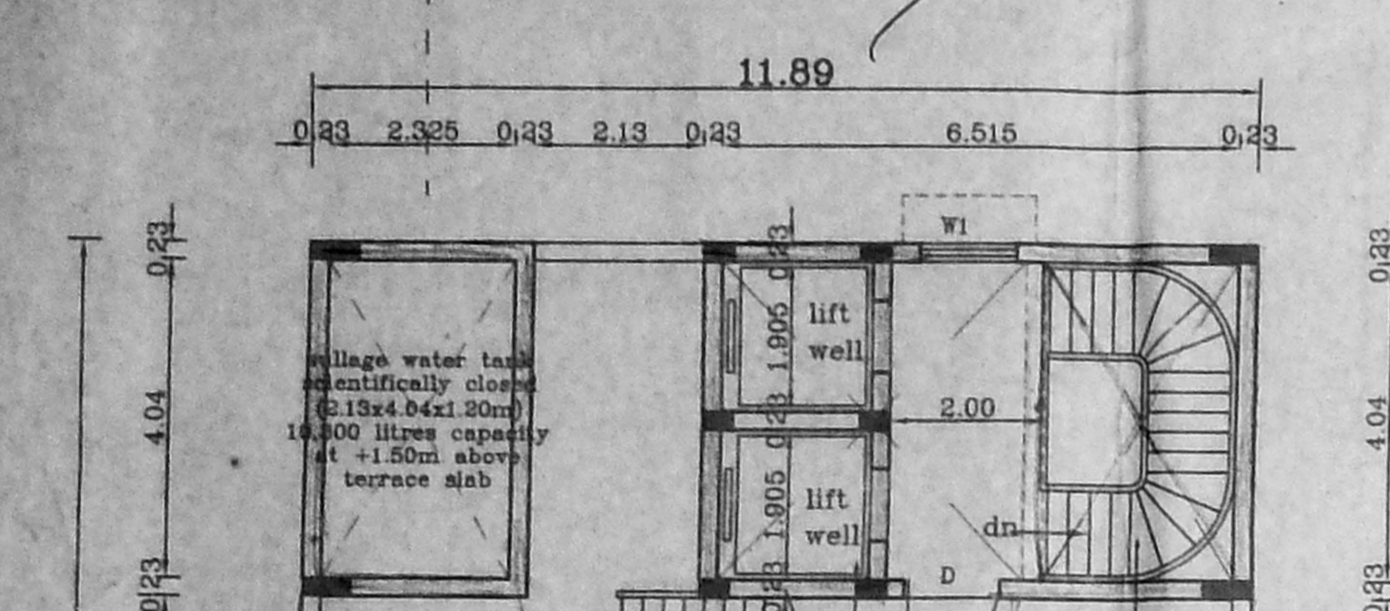 11.89
0.23 2.325 0.23 2.13 0.23 6.515 0.23
W1
0.23
0.23
0.23
lift
well
1.905
village water tank
scientifically closed
(2.13x4.04x1.20m)
litres capacity
at +1.50m above
terrace slab
4.04
2.00
4.04
0.23
lift
well
1.905
dn
D
0.23
0.23
0.23